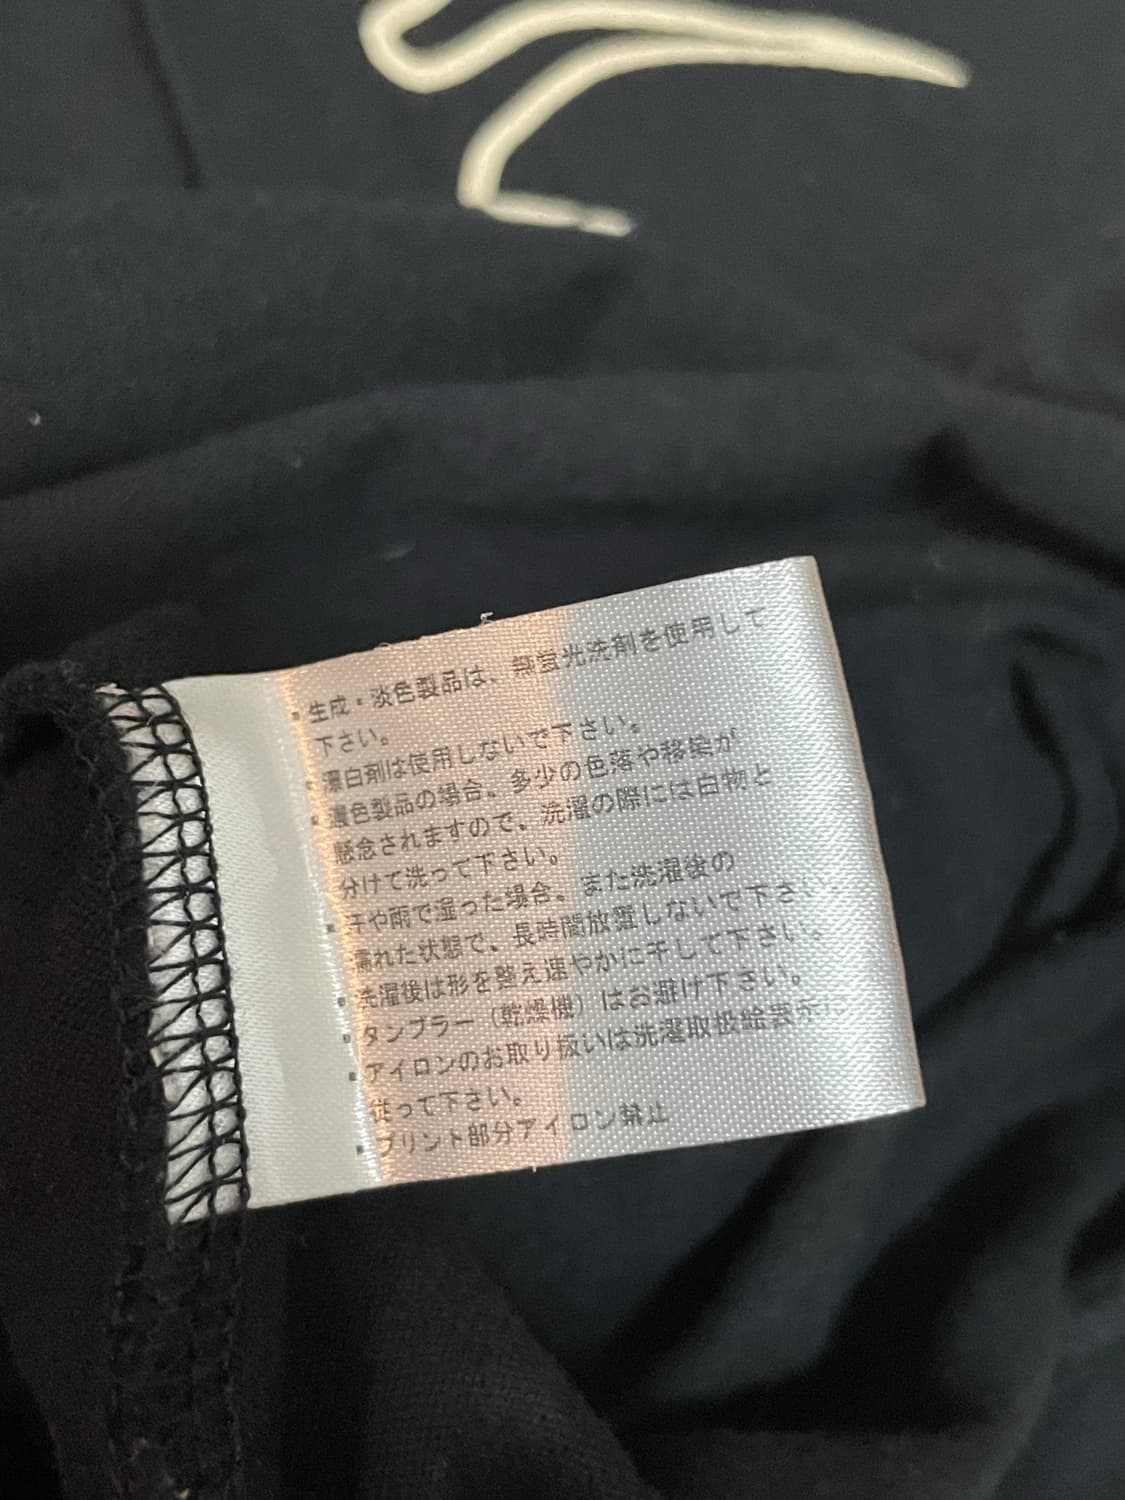 ▪生成・淡色製品は、無蛍光洗剤を使用して
下さい。
▪漂白剤は使用しないで下さい。
▪濃色製品の場合、多少の色落や移染が
懸念されますので、洗濯の際には白物と
分けて洗って下さい。
▪汗や雨で湿った場合、また洗濯後の
濡れた状態で、長時間放置しないで下さい。
▪洗濯後は形を整え速やかに干して下さい。
▪タンブラー（乾燥機）はお避け下さい。
▪アイロンのお取り扱いは洗濯取扱絵表示に
従って下さい。
▪プリント部分アイロン禁止